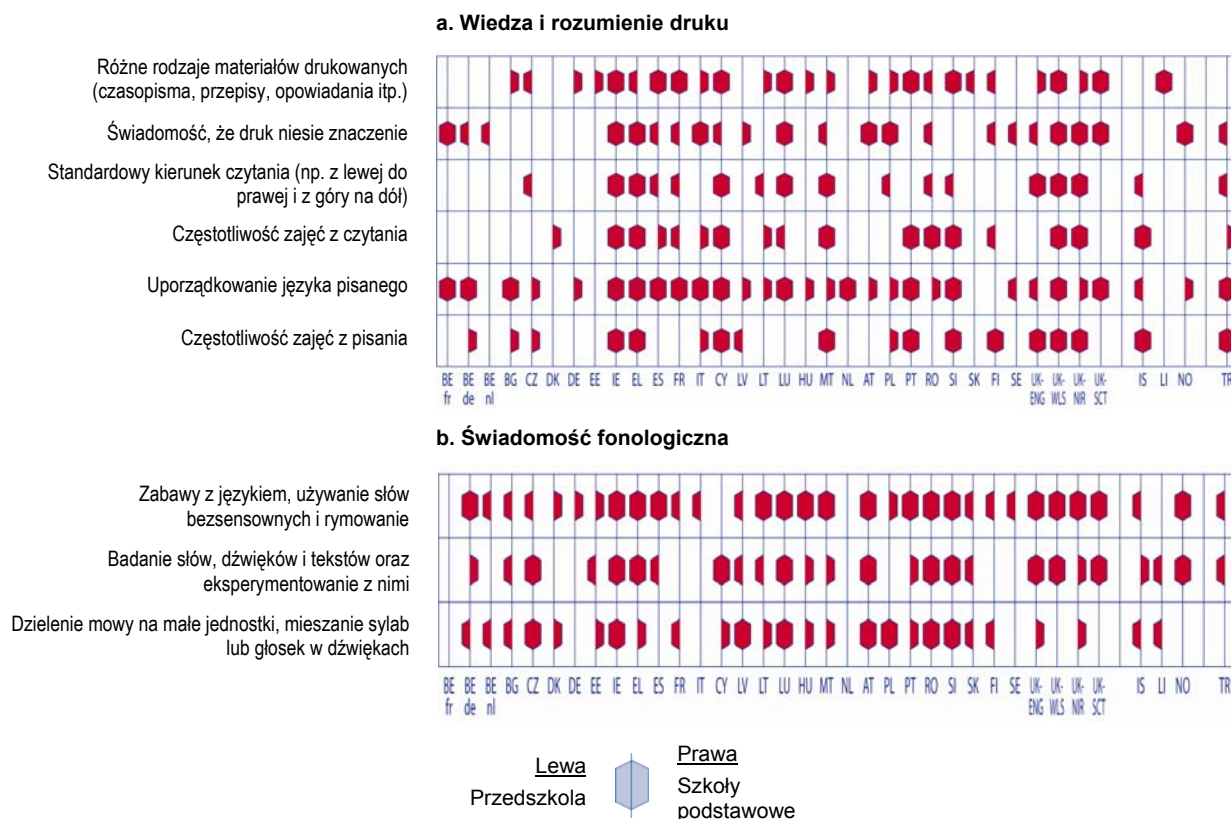 a. Wiedza i rozumienie druku
Różne rodzaje materiałów drukowanych
(czasopisma, przepisy, opowiadania itp.)
Świadomość, że druk niesie znaczenie
Standardowy kierunek czytania (np. z lewej do
prawej i z góry na dół)
Częstotliwość zajęć z czytania
Uporządkowanie języka pisanego
Częstotliwość zajęć z pisania
BE BE BE BG CZ DK DE EE IE EL ES FR IT CY LV LT LU HU MT NL AT PL PT RO SI SK FI SE UK- UK- UK- UK- IS LI NO TR
fr de nl ENG WLS NIR SCT
b. Świadomość fonologiczna
Zabawy z językiem, używanie słów
bezsensownych i rymowanie
Badanie słów, dźwięków i tekstów oraz
eksperymentowanie z nimi
Dzielenie mowy na małe jednostki, mieszanie sylab
lub głosek w dźwiękach
BE BE BE BG CZ DK DE EE IE EL ES FR IT CY LV LT LU HU MT NL AT PL PT RO SI SK FI SE UK- UK- UK- UK- IS LI NO TR
fr de nl ENG WLS NIR SCT
Lewa
Przedszkola
Prawa
Szkoły
podstawowe